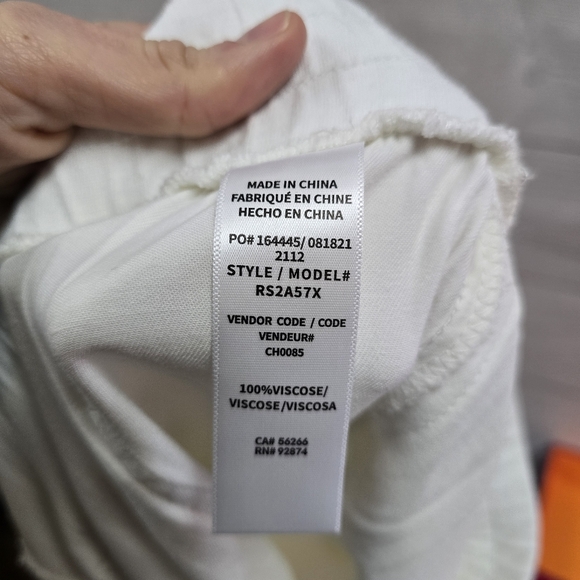 MADE IN CHINA
FABRIQUÉ EN CHINE
HECHO EN CHINA
PO# 164445/ 081821
2112
STYLE / MODEL#
RS2A57X
VENDOR CODE / CODE
VENDEUR#
CH0085
100%VISCOSE/
VISCOSE/VISCOSA
CA# 56266
RN# 92874